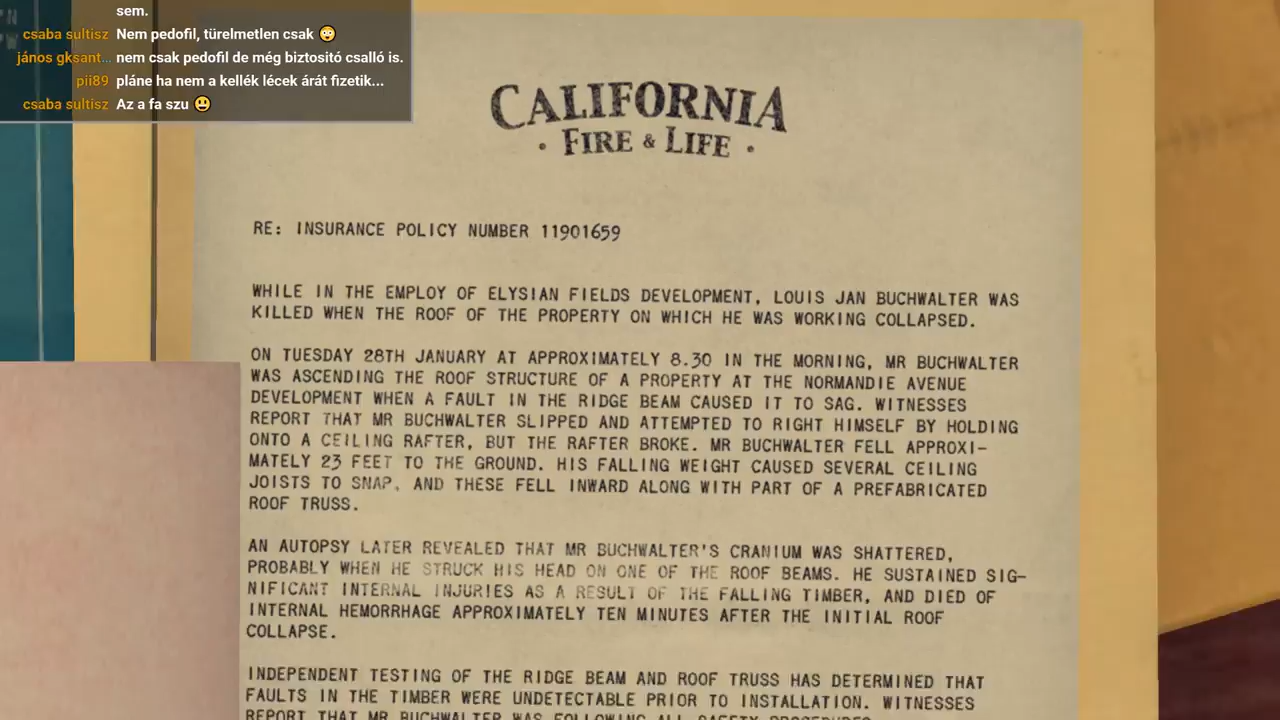 sem.
csaba sultisz Nem pedofil, türelmetlen csak 😳
jános gksant... nem csak pedofil de még biztositó csalló is.
pii89 pláne ha nem a kellék lécek árát fizetik...
csaba sultisz Az a fa szu 😃
CALIFORNIA
· FIRE & LIFE ·
RE: INSURANCE POLICY NUMBER 11901659
WHILE IN THE EMPLOY OF ELYSIAN FIELDS DEVELOPMENT, LOUIS JAN BUCHWALTER WAS
KILLED WHEN THE ROOF OF THE PROPERTY ON WHICH HE WAS WORKING COLLAPSED.
ON TUESDAY 28TH JANUARY AT APPROXIMATELY 8.30 IN THE MORNING, MR BUCHWALTER
WAS ASCENDING THE ROOF STRUCTURE OF A PROPERTY AT THE NORMANDIE AVENUE
DEVELOPMENT WHEN A FAULT IN THE RIDGE BEAM CAUSED IT TO SAG. WITNESSES
REPORT THAT MR BUCHWALTER SLIPPED AND ATTEMPTED TO RIGHT HIMSELF BY HOLDING
ONTO A CEILING RAFTER, BUT THE RAFTER BROKE. MR BUCHWALTER FELL APPROXI-
MATELY 23 FEET TO THE GROUND. HIS FALLING WEIGHT CAUSED SEVERAL CEILING
JOISTS TO SNAP, AND THESE FELL INWARD ALONG WITH PART OF A PREFABRICATED
ROOF TRUSS.
AN AUTOPSY LATER REVEALED THAT MR BUCHWALTER'S CRANIUM WAS SHATTERED,
PROBABLY WHEN HE STRUCK HIS HEAD ON ONE OF THE ROOF BEAMS. HE SUSTAINED SIG-
NIFICANT INTERNAL INJURIES AS A RESULT OF THE FALLING TIMBER, AND DIED OF
INTERNAL HEMORRHAGE APPROXIMATELY TEN MINUTES AFTER THE INITIAL ROOF
COLLAPSE.
INDEPENDENT TESTING OF THE RIDGE BEAM AND ROOF TRUSS HAS DETERMINED THAT
FAULTS IN THE TIMBER WERE UNDETECTABLE PRIOR TO INSTALLATION. WITNESSES
REPORT THAT MR BUCHWALTER WAS FOLLOWING ALL SAFETY PROCEDURES